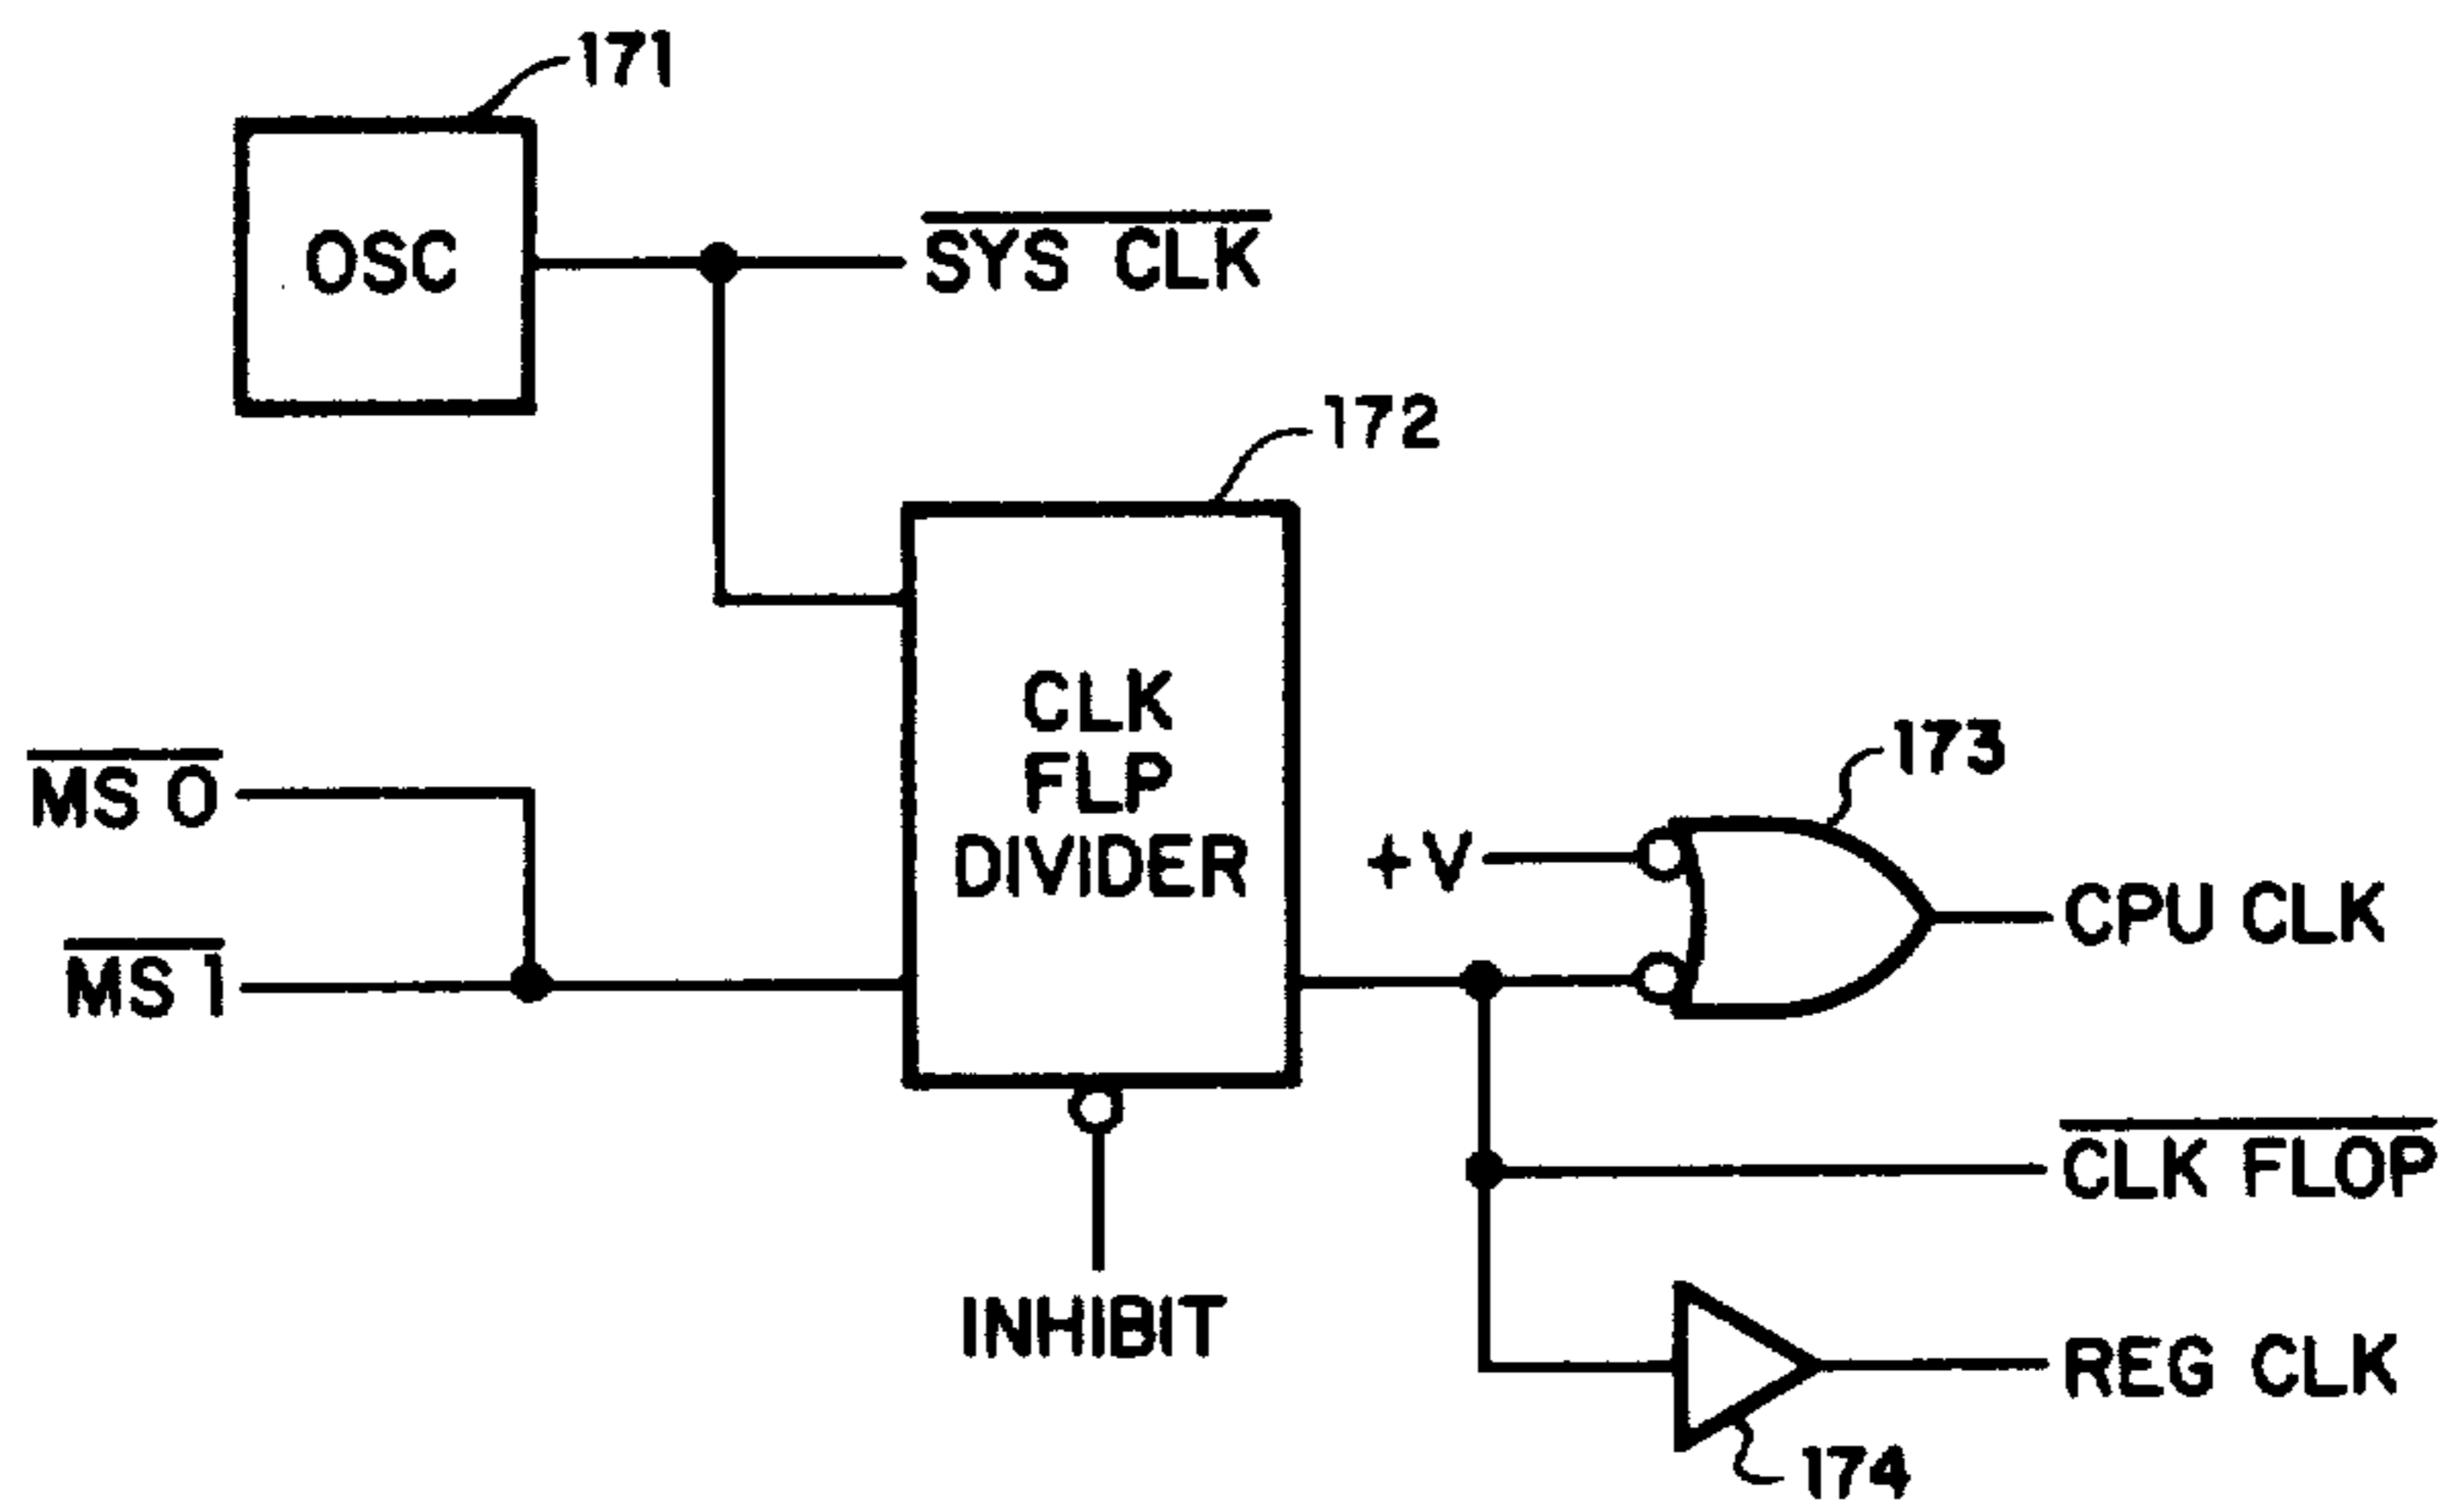 171
OSC
SYS CLK
172
CLK
FLP
DIVIDER
MS 0
MS 1
173
+V
CPU CLK
CLK FLOP
INHIBIT
REG CLK
174